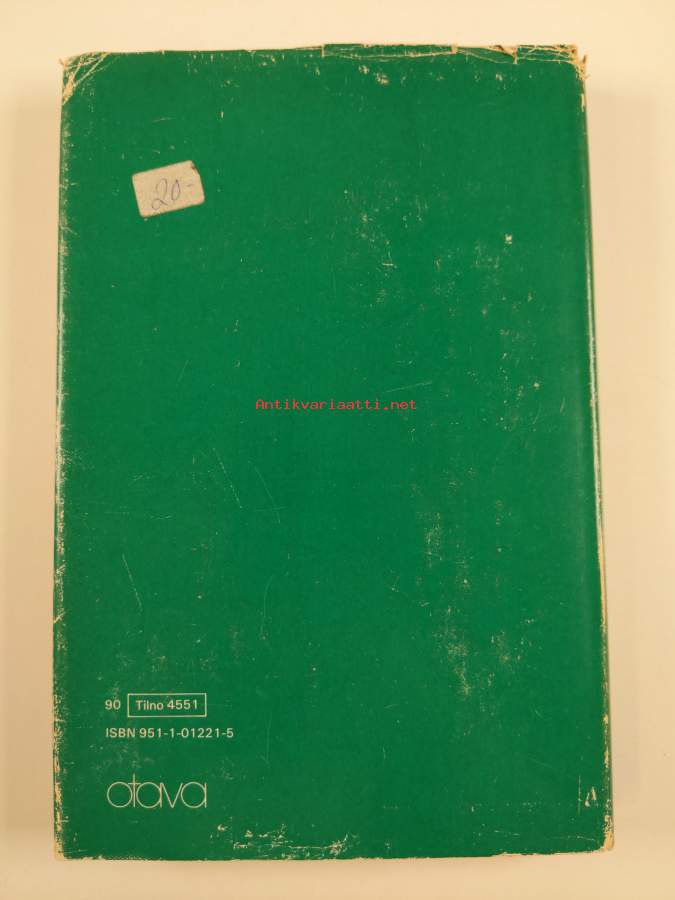 20-
Antikvariaatti.net
90 Tilno 4551
ISBN 951-1-01221-5
otava